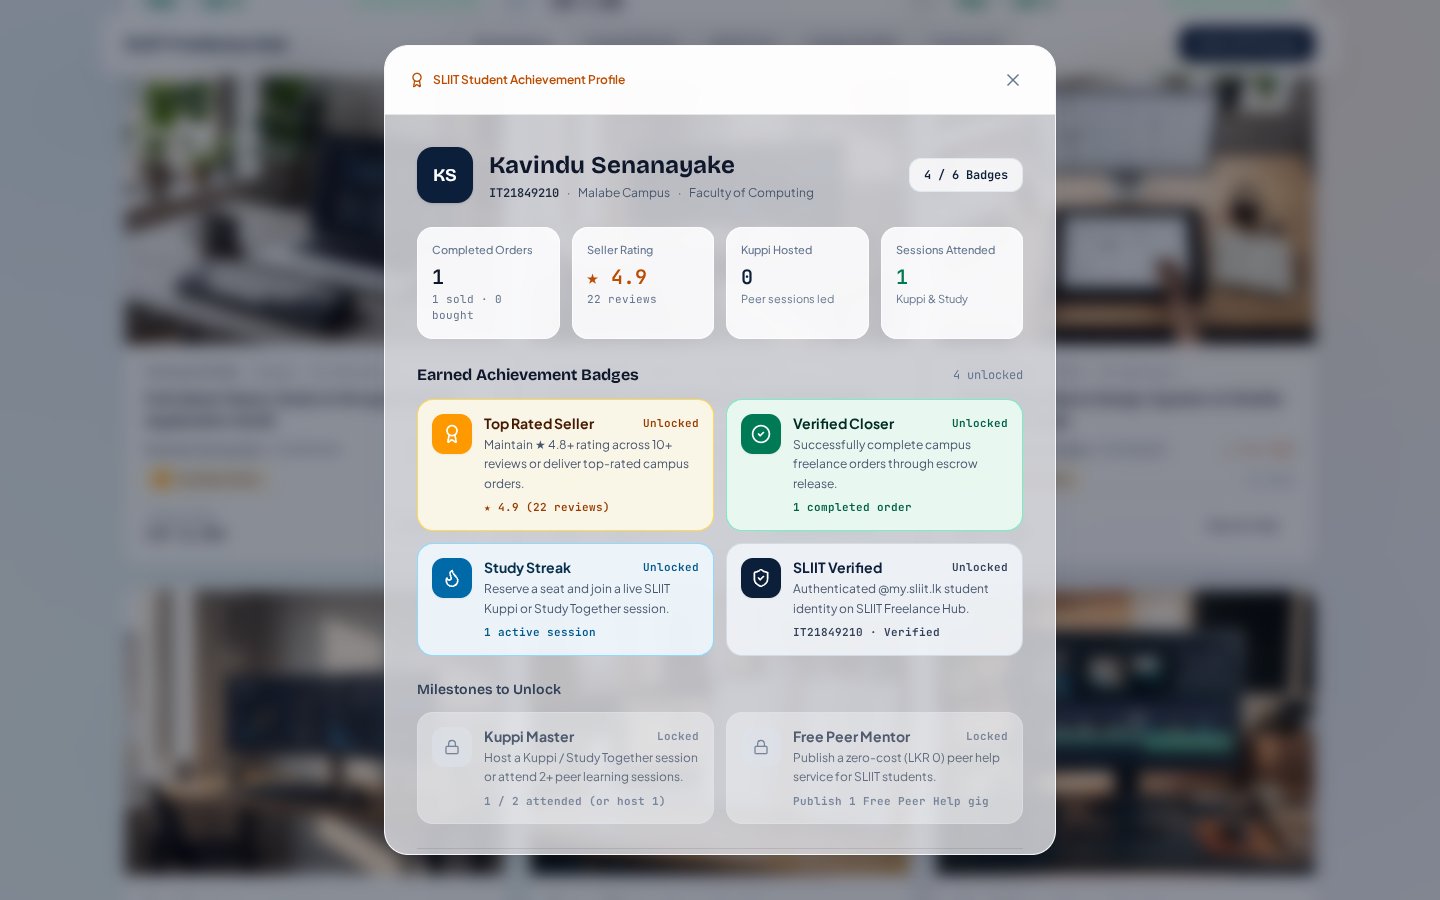 SLIIT Student Achievement Profile
KS
Kavindu Senanayake
IT21849210 · Malabe Campus · Faculty of Computing
4 / 6 Badges
Completed Orders
1
1 sold · 0
bought
Seller Rating
★ 4.9
22 reviews
Kuppi Hosted
0
Peer sessions led
Sessions Attended
1
Kuppi & Study
Earned Achievement Badges
4 unlocked
Top Rated Seller
Unlocked
Maintain ★ 4.8+ rating across 10+
reviews or deliver top-rated campus
orders.
★ 4.9 (22 reviews)
Verified Closer
Unlocked
Successfully complete campus
freelance orders through escrow
release.
1 completed order
Study Streak
Unlocked
Reserve a seat and join a live SLIIT
Kuppi or Study Together session.
1 active session
SLIIT Verified
Unlocked
Authenticated @my.sliit.lk student
identity on SLIIT Freelance Hub.
IT21849210 · Verified
Milestones to Unlock
Kuppi Master
Locked
Host a Kuppi / Study Together session
or attend 2+ peer learning sessions.
1 / 2 attended (or host 1)
Free Peer Mentor
Locked
Publish a zero-cost (LKR 0) peer help
service for SLIIT students.
Publish 1 Free Peer Help gig